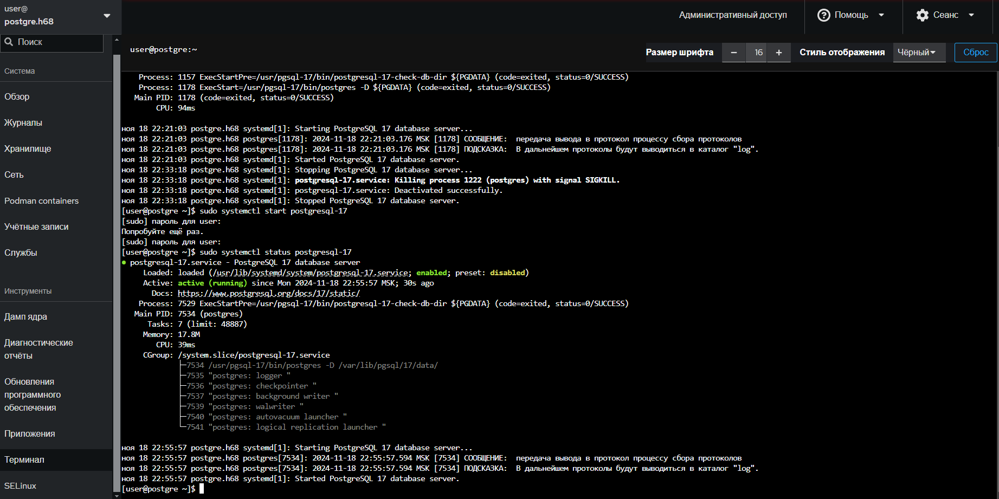 user@
postgre.h68
Административный доступ
Помощь
Сеанс
Поиск
Система
Обзор
Журналы
Хранилище
Сеть
Podman containers
Учётные записи
Службы
Инструменты
Дамп ядра
Диагностические
отчёты
Обновления
программного
обеспечения
Приложения
Терминал
SELinux
user@postgre:~
Размер шрифта
16
Стиль отображения
Чёрный
Сброс
Process: 1157 ExecStartPre=/usr/pgsql-17/bin/postgresql-17-check-db-dir ${PGDATA} (code=exited, status=0/SUCCESS)
Process: 1178 ExecStart=/usr/pgsql-17/bin/postgres -D ${PGDATA} (code=exited, status=0/SUCCESS)
Main PID: 1178 (code=exited, status=0/SUCCESS)
CPU: 94ms
ноя 18 22:21:03 postgre.h68 systemd[1]: Starting PostgreSQL 17 database server...
ноя 18 22:21:03 postgre.h68 postgres[1178]: 2024-11-18 22:21:03.176 MSK [1178] СООБЩЕНИЕ:  передача вывода в протокол процессу сбора протоколов
ноя 18 22:21:03 postgre.h68 postgres[1178]: 2024-11-18 22:21:03.176 MSK [1178] ПОДСКАЗКА:  В дальнейшем протоколы будут выводиться в каталог "log".
ноя 18 22:21:03 postgre.h68 systemd[1]: Started PostgreSQL 17 database server.
ноя 18 22:33:18 postgre.h68 systemd[1]: Stopping PostgreSQL 17 database server...
ноя 18 22:33:18 postgre.h68 systemd[1]: postgresql-17.service: Killing process 1222 (postgres) with signal SIGKILL.
ноя 18 22:33:18 postgre.h68 systemd[1]: postgresql-17.service: Deactivated successfully.
ноя 18 22:33:18 postgre.h68 systemd[1]: Stopped PostgreSQL 17 database server.
[user@postgre ~]$ sudo systemctl start postgresql-17
[sudo] пароль для user:
Попробуйте ещё раз.
[sudo] пароль для user:
[user@postgre ~]$ sudo systemctl status postgresql-17
● postgresql-17.service - PostgreSQL 17 database server
Loaded: loaded (/usr/lib/systemd/system/postgresql-17.service; enabled; preset: disabled)
Active: active (running) since Mon 2024-11-18 22:55:57 MSK; 30s ago
Docs: https://www.postgresql.org/docs/17/static/
Process: 7529 ExecStartPre=/usr/pgsql-17/bin/postgresql-17-check-db-dir ${PGDATA} (code=exited, status=0/SUCCESS)
Main PID: 7534 (postgres)
Tasks: 7 (limit: 48887)
Memory: 17.8M
CPU: 39ms
CGroup: /system.slice/postgresql-17.service
├─7534 /usr/pgsql-17/bin/postgres -D /var/lib/pgsql/17/data/
├─7535 "postgres: logger "
├─7536 "postgres: checkpointer "
├─7537 "postgres: background writer "
├─7539 "postgres: walwriter "
├─7540 "postgres: autovacuum launcher "
└─7541 "postgres: logical replication launcher "
ноя 18 22:55:57 postgre.h68 systemd[1]: Starting PostgreSQL 17 database server...
ноя 18 22:55:57 postgre.h68 postgres[7534]: 2024-11-18 22:55:57.594 MSK [7534] СООБЩЕНИЕ:  передача вывода в протокол процессу сбора протоколов
ноя 18 22:55:57 postgre.h68 postgres[7534]: 2024-11-18 22:55:57.594 MSK [7534] ПОДСКАЗКА:  В дальнейшем протоколы будут выводиться в каталог "log".
ноя 18 22:55:57 postgre.h68 systemd[1]: Started PostgreSQL 17 database server.
[user@postgre ~]$